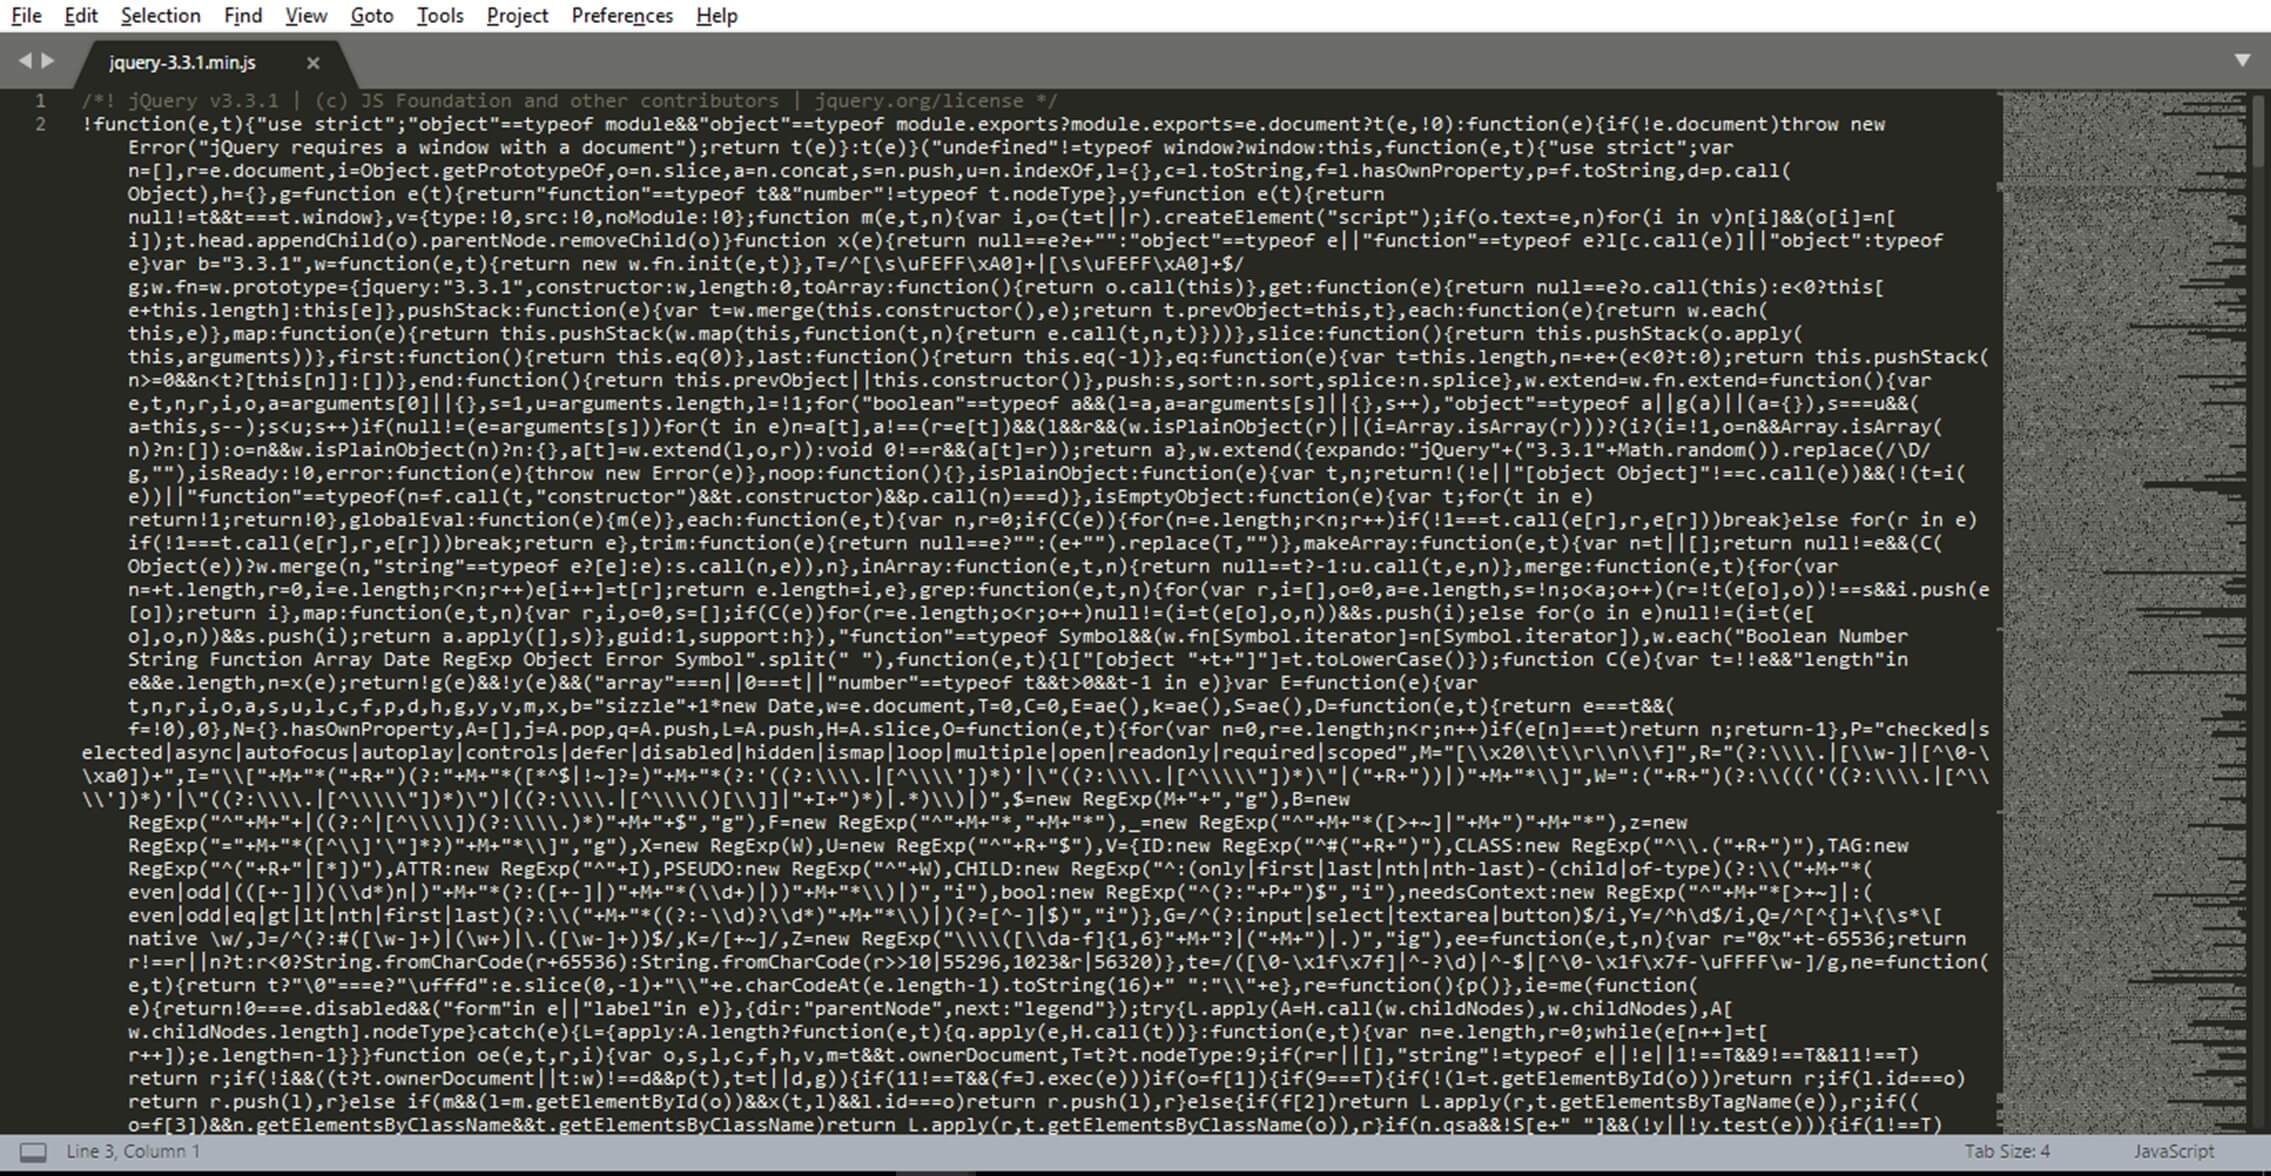 File Edit Selection Find View Goto Tools Project Preferences Help
jquery-3.3.1.min.js ×
1 /*! jQuery v3.3.1 | (c) JS Foundation and other contributors | jquery.org/license */
2 !function(e,t){"use strict";"object"==typeof module&&"object"==typeof module.exports?module.exports=e.document?t(e,!0):function(e){if(!e.document)throw new
Error("jQuery requires a window with a document");return t(e)}:t(e)}("undefined"!=typeof window?window:this,function(e,t){"use strict";var
n=[],r=e.document,i=Object.getPrototypeOf,o=n.slice,a=n.concat,s=n.push,u=n.indexOf,l={},c=l.toString,f=l.hasOwnProperty,p=f.toString,d=p.call(
Object),h={},g=function e(t){return"function"==typeof t&&"number"!=typeof t.nodeType},y=function e(t){return
null!=t&&t===t.window},v={type:!0,src:!0,noModule:!0};function m(e,t,n){var i,o=(t=t||r).createElement("script");if(o.text=e,n)for(i in v)n[i]&&(o[i]=n[
i]);t.head.appendChild(o).parentNode.removeChild(o)}function x(e){return null==e?e+"":"object"==typeof e||"function"==typeof e?l[c.call(e)]||"object":typeof
e}var b="3.3.1",w=function(e,t){return new w.fn.init(e,t)},T=/^[\s\uFEFF\xA0]+|[\s\uFEFF\xA0]+$/
g;w.fn=w.prototype={jquery:"3.3.1",constructor:w,length:0,toArray:function(){return o.call(this)},get:function(e){return null==e?o.call(this):e<0?this[
e+this.length]:this[e]},pushStack:function(e){var t=w.merge(this.constructor(),e);return t.prevObject=this,t},each:function(e){return w.each(
this,e)},map:function(e){return this.pushStack(w.map(this,function(t,n){return e.call(t,n,t)}))},slice:function(){return this.pushStack(o.apply(
this,arguments))},first:function(){return this.eq(0)},last:function(){return this.eq(-1)},eq:function(e){var t=this.length,n=+e+(e<0?t:0);return this.pushStack(
n>=0&&n<t?[this[n]]:[])},end:function(){return this.prevObject||this.constructor()},push:s,sort:n.sort,splice:n.splice},w.extend=w.fn.extend=function(){var
e,t,n,r,i,o,a=arguments[0]||{},s=1,u=arguments.length,l=!1;for("boolean"==typeof a&&(l=a,a=arguments[s]||{},s++),"object"==typeof a||g(a)||(a={}),s===u&&(
a=this,s--);s<u;s++)if(null!=(e=arguments[s]))for(t in e)n=a[t],a!==(r=e[t])&&(l&&r&&(w.isPlainObject(r)||(i=Array.isArray(r)))?(i?(i=!1,o=n&&Array.isArray(
n)?n:[]):o=n&&w.isPlainObject(n)?n:{},a[t]=w.extend(l,o,r)):void 0!==r&&(a[t]=r));return a},w.extend({expando:"jQuery"+("3.3.1"+Math.random()).replace(/\D/
g,""),isReady:!0,error:function(e){throw new Error(e)},noop:function(){},isPlainObject:function(e){var t,n;return!(!e||"[object Object]"!==c.call(e))&&(!(t=i(
e))||"function"==typeof(n=f.call(t,"constructor")&&t.constructor)&&p.call(n)===d)},isEmptyObject:function(e){var t;for(t in e)
return!1;return!0},globalEval:function(e){m(e)},each:function(e,t){var n,r=0;if(C(e)){for(n=e.length;r<n;r++)if(!1===t.call(e[r],r,e[r]))break}else for(r in e)
if(!1===t.call(e[r],r,e[r]))break;return e},trim:function(e){return null==e?"":(e+"").replace(T,"")},makeArray:function(e,t){var n=t||[];return null!=e&&(C(
Object(e))?w.merge(n,"string"==typeof e?[e]:e):s.call(n,e)),n},inArray:function(e,t,n){return null==t?-1:u.call(t,e,n)},merge:function(e,t){for(var
n=+t.length,r=0,i=e.length;r<n;r++)e[i++]=t[r];return e.length=i,e},grep:function(e,t,n){for(var r,i=[],o=0,a=e.length,s=!n;o<a;o++)(r=!t(e[o],o))!==s&&i.push(e
[o]);return i},map:function(e,t,n){var r,i,o=0,s=[];if(C(e))for(r=e.length;o<r;o++)null!=(i=t(e[o],o,n))&&s.push(i);else for(o in e)null!=(i=t(e[
o],o,n))&&s.push(i);return a.apply([],s)},guid:1,support:h}),"function"==typeof Symbol&&(w.fn[Symbol.iterator]=n[Symbol.iterator]),w.each("Boolean Number
String Function Array Date RegExp Object Error Symbol".split(" "),function(e,t){l["[object "+t+"]"]=t.toLowerCase()});function C(e){var t=!!e&&"length"in
e&&e.length,n=x(e);return!g(e)&&!y(e)&&("array"===n||0===t||"number"==typeof t&&t>0&&t-1 in e)}var E=function(e){var
t,n,r,i,o,a,s,u,l,c,f,p,d,h,g,y,v,m,x,b="sizzle"+1*new Date,w=e.document,T=0,C=0,E=ae(),k=ae(),S=ae(),D=function(e,t){return e===t&&(
f=!0),0},N={}.hasOwnProperty,A=[],j=A.pop,q=A.push,L=A.push,H=A.slice,O=function(e,t){for(var n=0,r=e.length;n<r;n++)if(e[n]===t)return n;return-1},P="checked|s
elected|async|autofocus|autoplay|controls|defer|disabled|hidden|ismap|loop|multiple|open|readonly|required|scoped",M="[\\x20\\t\\r\\n\\f]",R="(?:\\\\.|[\\w-]|[^\0-\
\xa0])+",I="\\["+M+"*("+R+")(?:"+M+"*([*^$|!~]?=)"+M+"*(?:'((?:\\\\.|[^\\\\'])*)'|\"((?:\\\\.|[^\\\\\"])*)\"|("+R+"))|)"+M+"*\\]",W=":("+R+")(?:\\((('((?:\\\\.|[^\\
\\'])*)'|\"((?:\\\\.|[^\\\\\"])*)\")|((?:\\\\.|[^\\\\()[\\]]|"+I+")*)|.*)\\)|)",$=new RegExp(M+"+","g"),B=new
RegExp("^"+M+"+|((?:^|[^\\\\])(?:\\\\.)*)"+M+"+$","g"),F=new RegExp("^"+M+"*,"+M+"*"),_=new RegExp("^"+M+"*([>+~]|"+M+")"+M+"*"),z=new
RegExp("="+M+"*([^\\]'\"]*?)"+M+"*\\]","g"),X=new RegExp(W),U=new RegExp("^"+R+"$"),V={ID:new RegExp("^#("+R+")"),CLASS:new RegExp("^\\.("+R+")"),TAG:new
RegExp("^("+R+"|[*])"),ATTR:new RegExp("^"+I),PSEUDO:new RegExp("^"+W),CHILD:new RegExp("^:(only|first|last|nth|nth-last)-(child|of-type)(?:\\("+M+"*(
even|odd|(([+-]|)(\\d*)n|)"+M+"*(?:([+-]|)"+M+"*(\\d+)|))"+M+"*\\)|)","i"),bool:new RegExp("^(?:"+P+")$","i"),needsContext:new RegExp("^"+M+"*[>+~]|:(
even|odd|eq|gt|lt|nth|first|last)(?:\\("+M+"*((?:-\\d)?\\d*)"+M+"*\\)|)(?=[^-]|$)","i")},G=/^(?:input|select|textarea|button)$/i,Y=/^h\d$/i,Q=/^[^{]+\{\s*\[
native \w/,J=/^(?:#([\w-]+)|(\w+)|\.([\w-]+))$/,K=/[+~]/,Z=new RegExp("\\\\([\\da-f]{1,6}"+M+"?|("+M+")|.)","ig"),ee=function(e,t,n){var r="0x"+t-65536;return
r!==r||n?t:r<0?String.fromCharCode(r+65536):String.fromCharCode(r>>10|55296,1023&r|56320)},te=/([\0-\x1f\x7f]|^-?\d)|^-$|[^\0-\x1f\x7f-\uFFFF\w-]/g,ne=function(
e,t){return t?"\0"===e?"\ufffd":e.slice(0,-1)+"\\"+e.charCodeAt(e.length-1).toString(16)+" ":"\\"+e},re=function(){p()},ie=me(function(
e){return!0===e.disabled&&("form"in e||"label"in e)},{dir:"parentNode",next:"legend"});try{L.apply(A=H.call(w.childNodes),w.childNodes),A[
w.childNodes.length].nodeType}catch(e){L={apply:A.length?function(e,t){q.apply(e,H.call(t))}:function(e,t){var n=e.length,r=0;while(e[n++]=t[
r++]);e.length=n-1}}}function oe(e,t,r,i){var o,s,l,c,f,h,v,m=t&&t.ownerDocument,T=t?t.nodeType:9;if(r=r||[],"string"!=typeof e||!e||1!==T&&9!==T&&11!==T)
return r;if(!i&&((t?t.ownerDocument||t:w)!==d&&p(t),t=t||d,g)){if(11!==T&&(f=J.exec(e)))if(o=f[1]){if(9===T){if(!(l=t.getElementById(o)))return r;if(l.id===o)
return r.push(l),r}else if(m&&(l=m.getElementById(o))&&x(t,l)&&l.id===o)return r.push(l),r}else{if(f[2])return L.apply(r,t.getElementsByTagName(e)),r;if((
o=f[3])&&n.getElementsByClassName&&t.getElementsByClassName)return L.apply(r,t.getElementsByClassName(o)),r}if(n.qsa&&!S[e+" "]&&(!y||!y.test(e))){if(1!==T)
Line 3, Column 1 Tab Size: 4 JavaScript